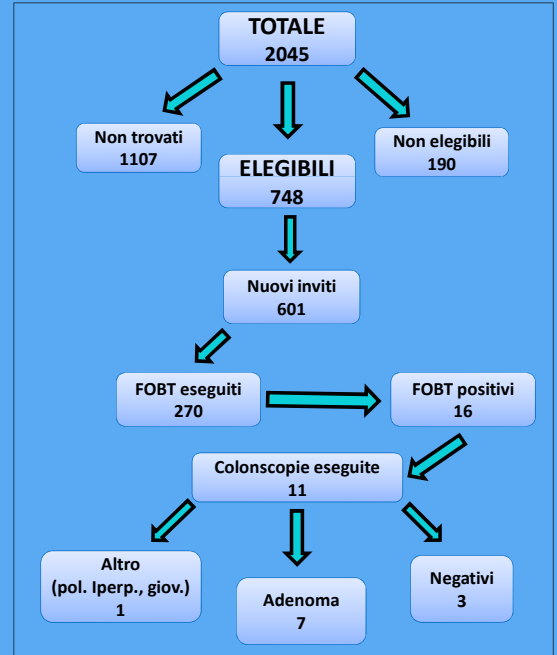 TOTALE
2045
Non trovati
1107
Non elegibili
190
ELEGIBILI
748
Nuovi inviti
601
FOBT eseguiti
270
FOBT positivi
16
Colonscopie eseguite
11
Altro
(pol. Iperp., giov.)
1
Adenoma
7
Negativi
3